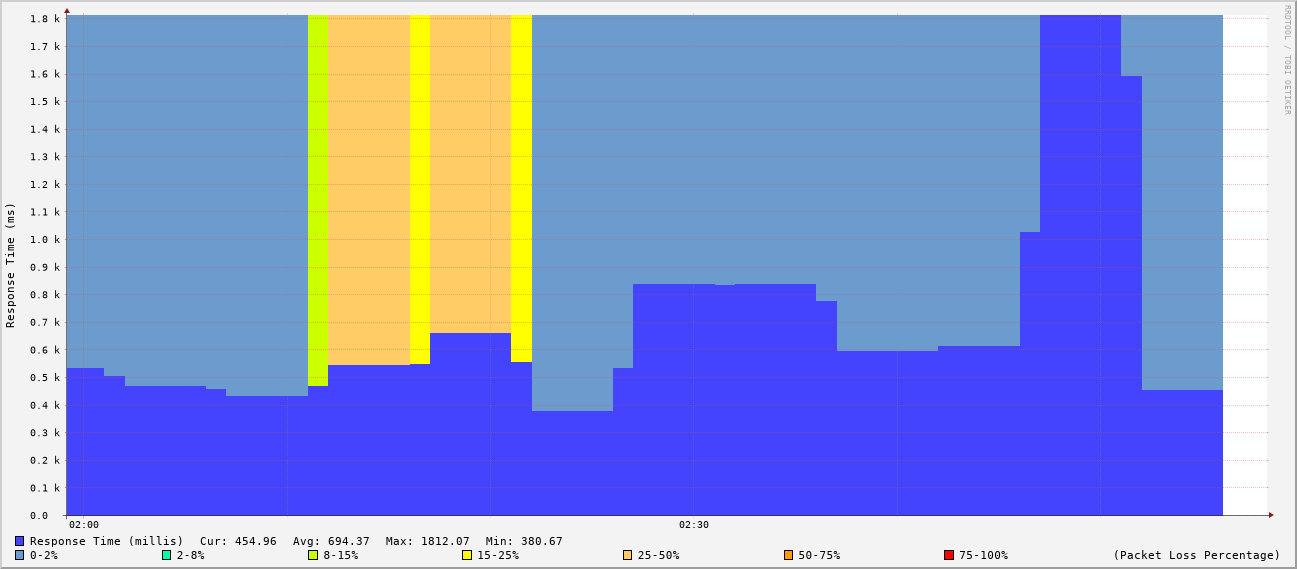 1.8 k
1.7 k
1.6 k
1.5 k
1.4 k
1.3 k
1.2 k
1.1 k
1.0 k
0.9 k
0.8 k
0.7 k
0.6 k
0.5 k
0.4 k
0.3 k
0.2 k
0.1 k
0.0
Response Time (ms)
RRDTOOL / TOBI OETIKER
02:00 02:30
Response Time (millis) Cur: 454.96 Avg: 694.37 Max: 1812.07 Min: 380.67
0-2% 2-8% 8-15% 15-25% 25-50% 50-75% 75-100% (Packet Loss Percentage)